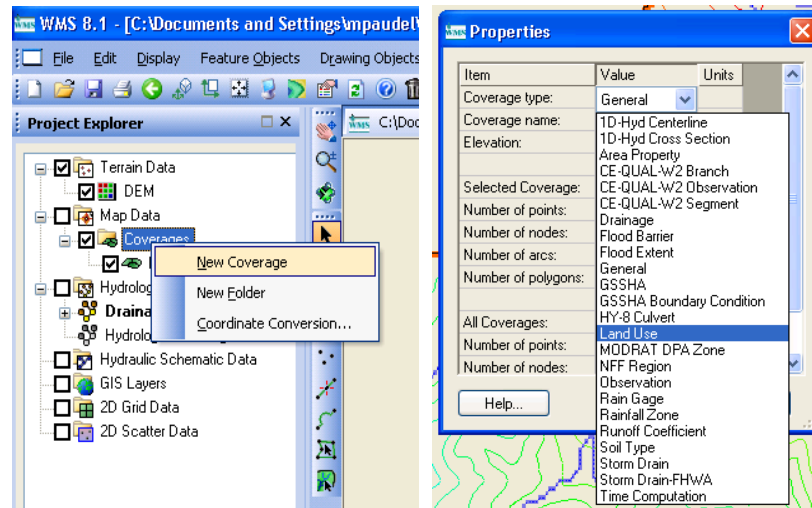 WMS 8.1 - [C:\Documents and Settings\mpaudel\
File Edit Display Feature Objects Drawing Objects
Project Explorer
C:\Doc
Terrain Data
DEM
Map Data
Coverages
New Coverage
New Folder
Coordinate Conversion...
Hydrolog
Draina
Hydrolo
Hydraulic Schematic Data
GIS Layers
2D Grid Data
2D Scatter Data
WMS Properties
Item Value Units
Coverage type: General
Coverage name:
Elevation:
Selected Coverage:
Number of points:
Number of nodes:
Number of arcs:
Number of polygons:
All Coverages:
Number of points:
Number of nodes:
Help...
1D-Hyd Centerline
1D-Hyd Cross Section
Area Property
CE-QUAL-W2 Branch
CE-QUAL-W2 Observation
CE-QUAL-W2 Segment
Drainage
Flood Barrier
Flood Extent
General
GSSHA
GSSHA Boundary Condition
HY-8 Culvert
Land Use
MODRAT DPA Zone
NFF Region
Observation
Rain Gage
Rainfall Zone
Runoff Coefficient
Soil Type
Storm Drain
Storm Drain-FHWA
Time Computation